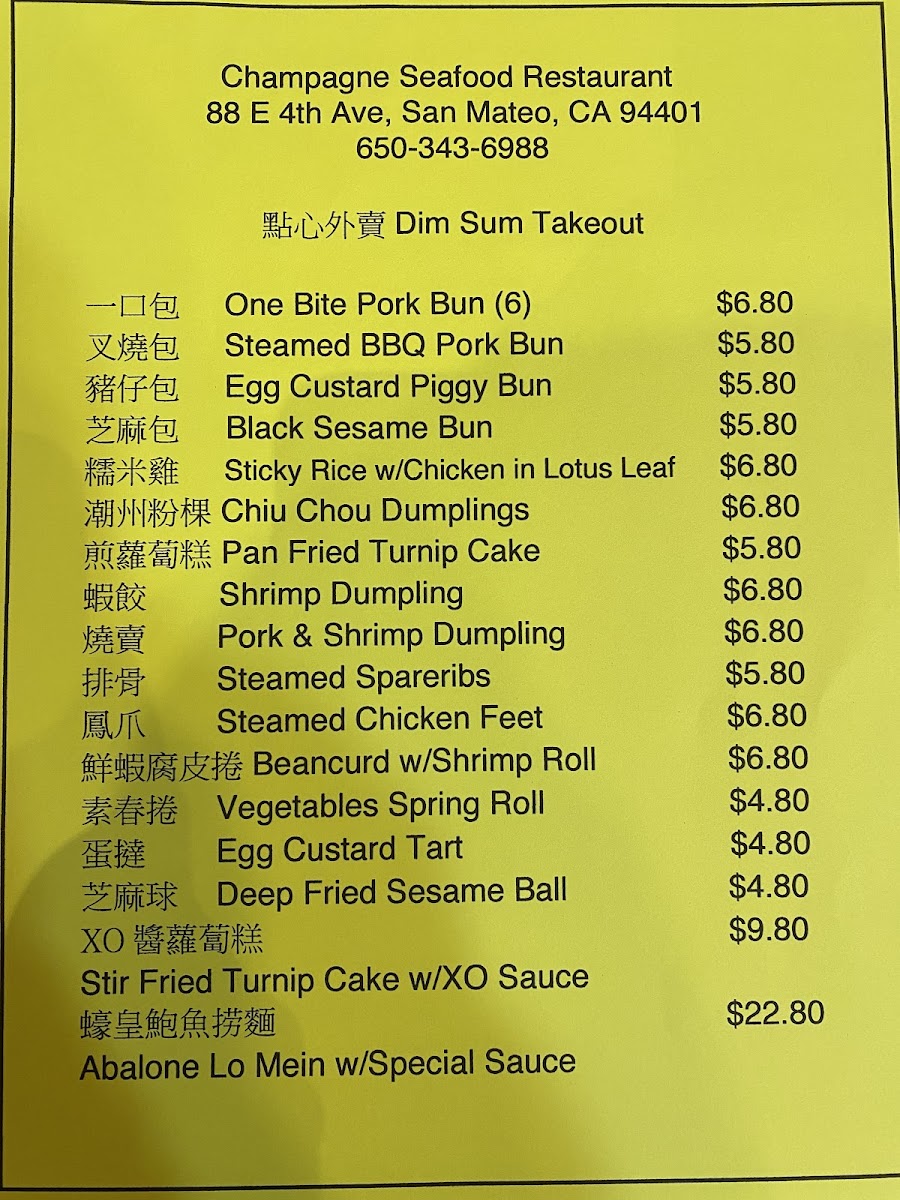 Champagne Seafood Restaurant
88 E 4th Ave, San Mateo, CA 94401
650-343-6988
點心外賣 Dim Sum Takeout
一口包 One Bite Pork Bun (6) $6.80
叉燒包 Steamed BBQ Pork Bun $5.80
豬仔包 Egg Custard Piggy Bun $5.80
芝麻包 Black Sesame Bun $5.80
糯米雞 Sticky Rice w/Chicken in Lotus Leaf $6.80
潮州粉粿 Chiu Chou Dumplings $6.80
煎蘿蔔糕 Pan Fried Turnip Cake $5.80
蝦餃 Shrimp Dumpling $6.80
燒賣 Pork & Shrimp Dumpling $6.80
排骨 Steamed Spareribs $5.80
鳳爪 Steamed Chicken Feet $6.80
鮮蝦腐皮捲 Beancurd w/Shrimp Roll $6.80
素春捲 Vegetables Spring Roll $4.80
蛋撻 Egg Custard Tart $4.80
芝麻球 Deep Fried Sesame Ball $4.80
XO 醬蘿蔔糕 $9.80
Stir Fried Turnip Cake w/XO Sauce
蠔皇鮑魚撈麵 $22.80
Abalone Lo Mein w/Special Sauce